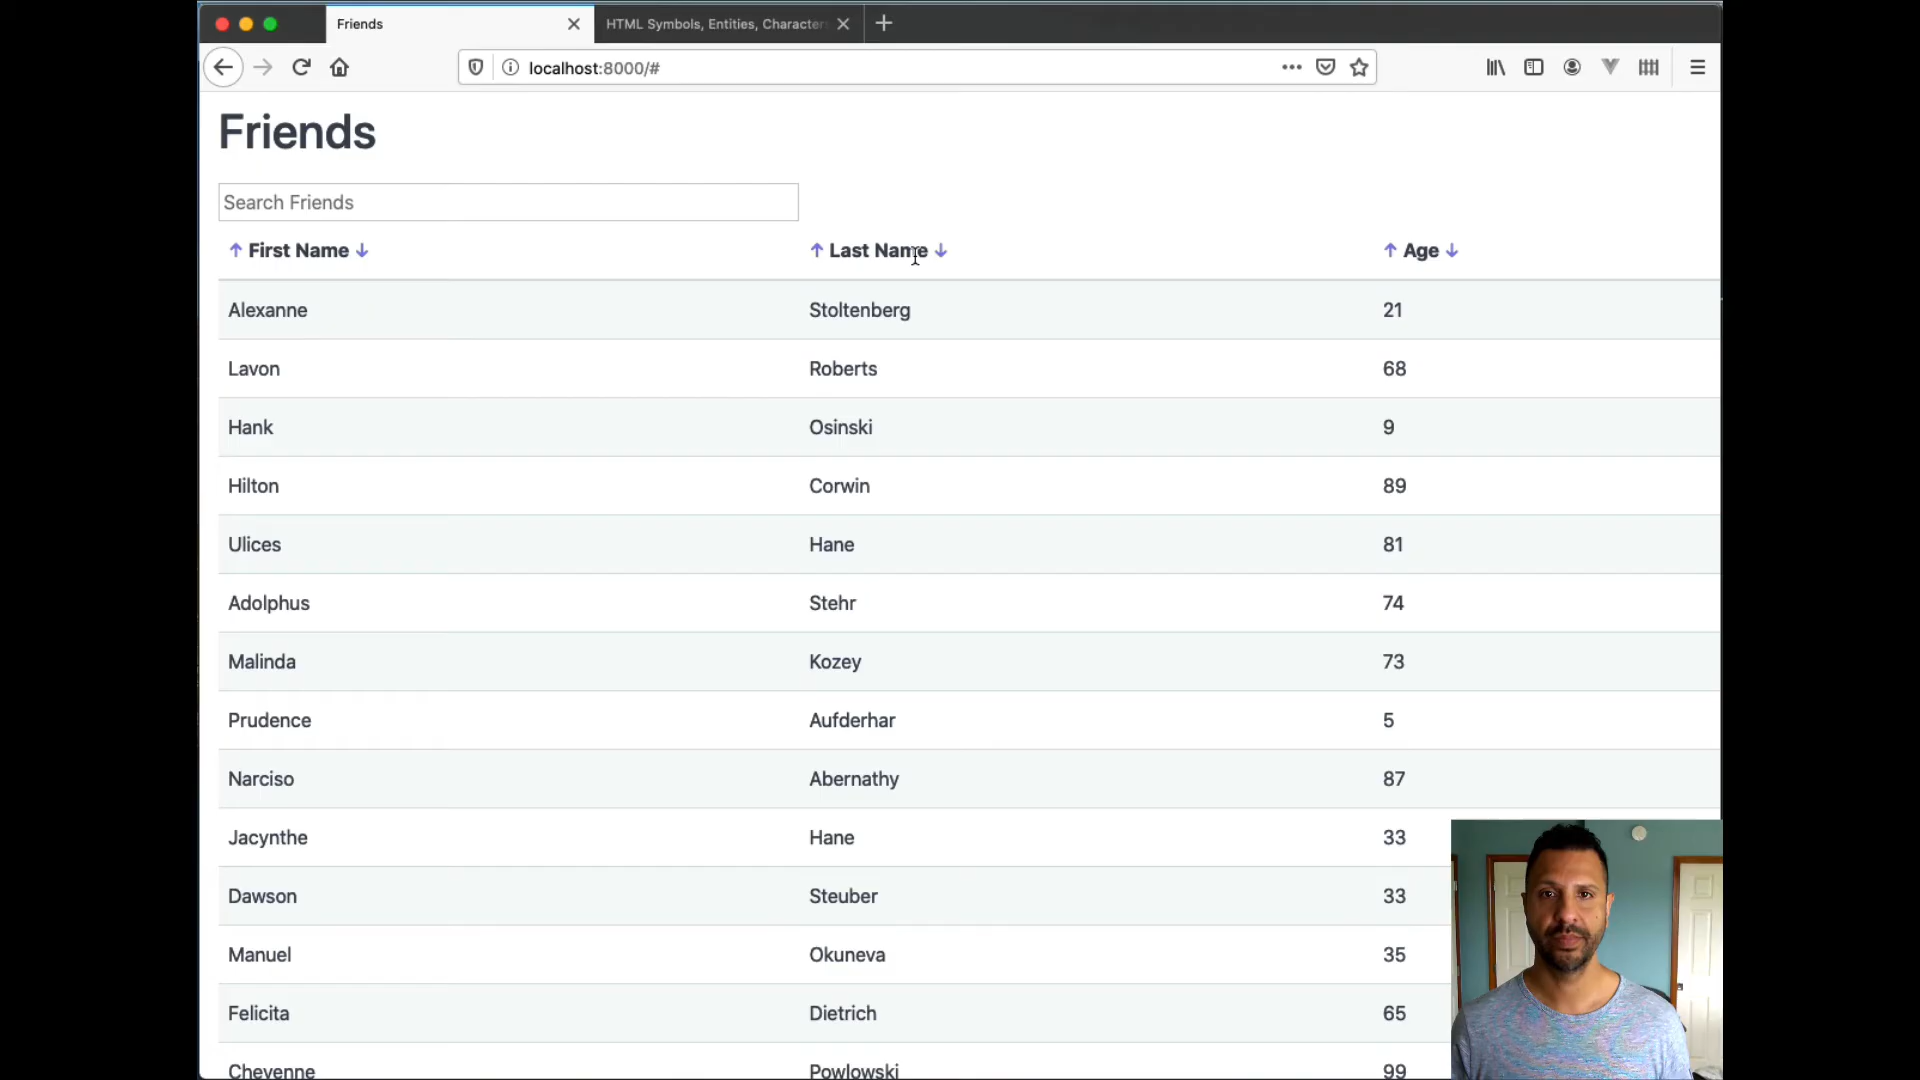 Friends
HTML Symbols, Entities, Character
localhost:8000/#
Friends
Search Friends
↑ First Name ↓ ↑ Last Name ↓ ↑ Age ↓
Alexanne Stoltenberg 21
Lavon Roberts 68
Hank Osinski 9
Hilton Corwin 89
Ulices Hane 81
Adolphus Stehr 74
Malinda Kozey 73
Prudence Aufderhar 5
Narciso Abernathy 87
Jacynthe Hane 33
Dawson Steuber 33
Manuel Okuneva 35
Felicita Dietrich 65
Cheyenne Powlowski 99